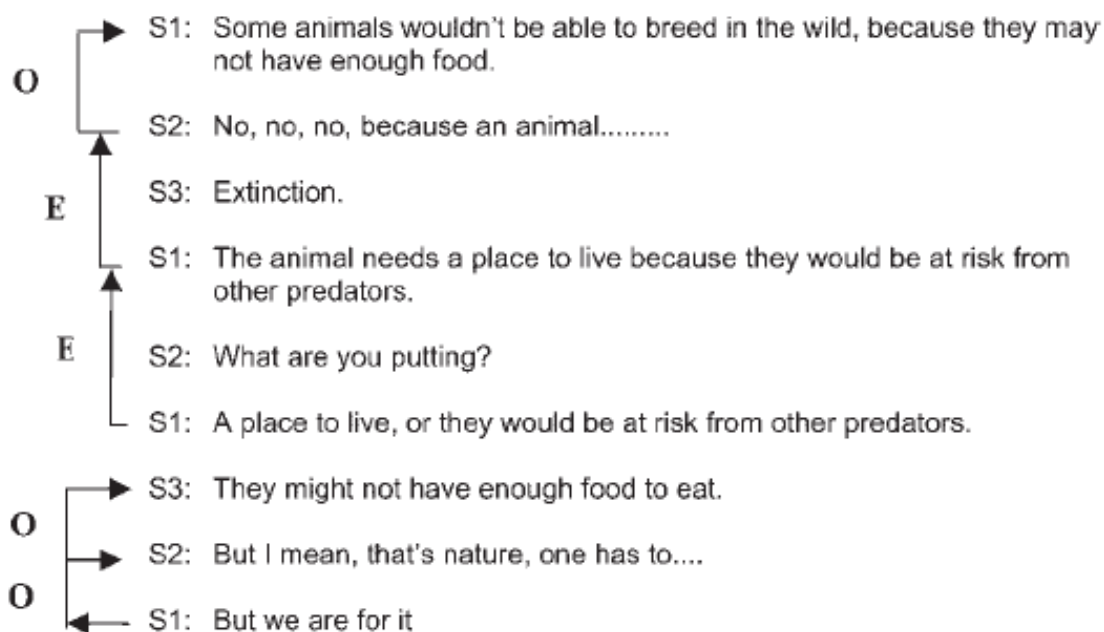 S1: Some animals wouldn't be able to breed in the wild, because they may
not have enough food.
O
S2: No, no, no, because an animal.........
S3: Extinction.
E
S1: The animal needs a place to live because they would be at risk from
other predators.
E
S2: What are you putting?
S1: A place to live, or they would be at risk from other predators.
S3: They might not have enough food to eat.
O
S2: But I mean, that's nature, one has to....
O
S1: But we are for it